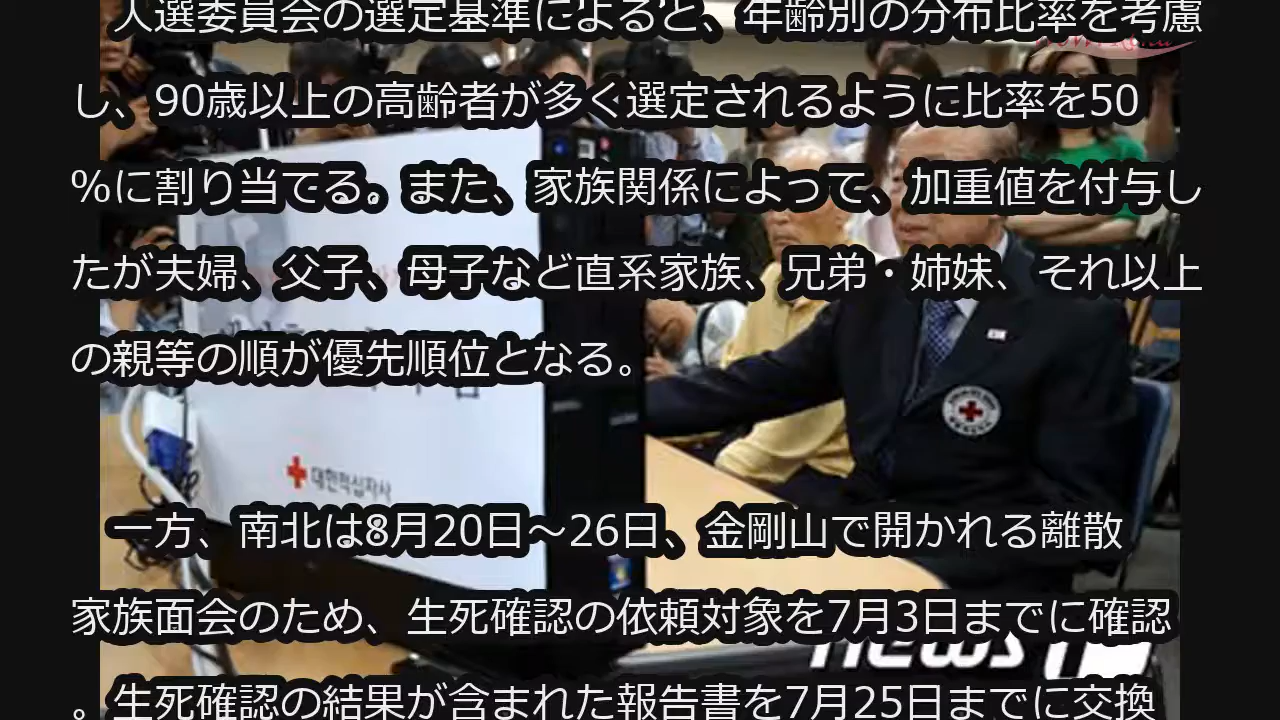 人選委員会の選定基準によると、年齢別の分布比率を考慮
し、90歳以上の高齢者が多く選定されるように比率を50
%に割り当てる。また、家族関係によって、加重値を付与し
たが夫婦、父子、母子など直系家族、兄弟・姉妹、それ以上
の親等の順が優先順位となる。
대한적십자사
一方、南北は8月20日〜26日、金剛山で開かれる離散
家族面会のため、生死確認の依頼対象を7月3日までに確認
news1
。生死確認の結果が含まれた報告書を7月25日までに交換